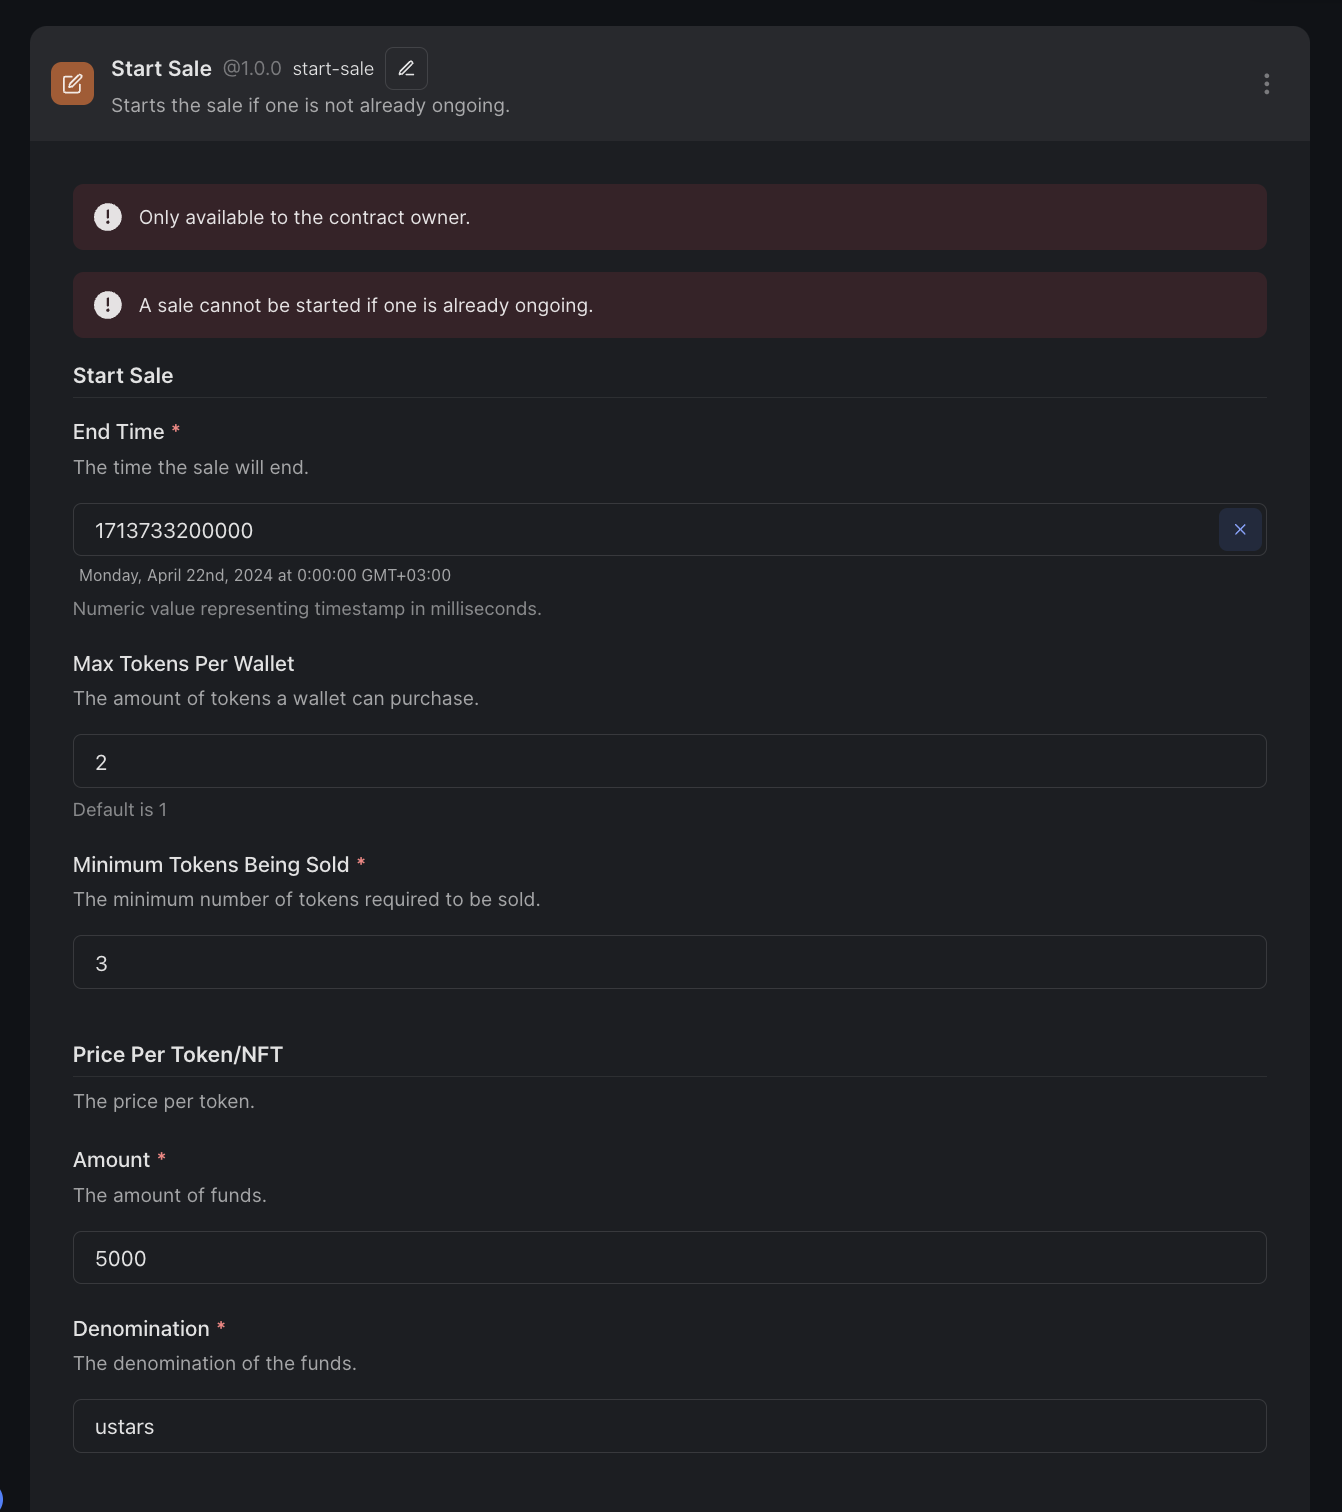 Start Sale @1.0.0 start-sale
Starts the sale if one is not already ongoing.
Only available to the contract owner.
A sale cannot be started if one is already ongoing.
Start Sale
End Time *
The time the sale will end.
1713733200000
Monday, April 22nd, 2024 at 0:00:00 GMT+03:00
Numeric value representing timestamp in milliseconds.
Max Tokens Per Wallet
The amount of tokens a wallet can purchase.
2
Default is 1
Minimum Tokens Being Sold *
The minimum number of tokens required to be sold.
3
Price Per Token/NFT
The price per token.
Amount *
The amount of funds.
5000
Denomination *
The denomination of the funds.
ustars